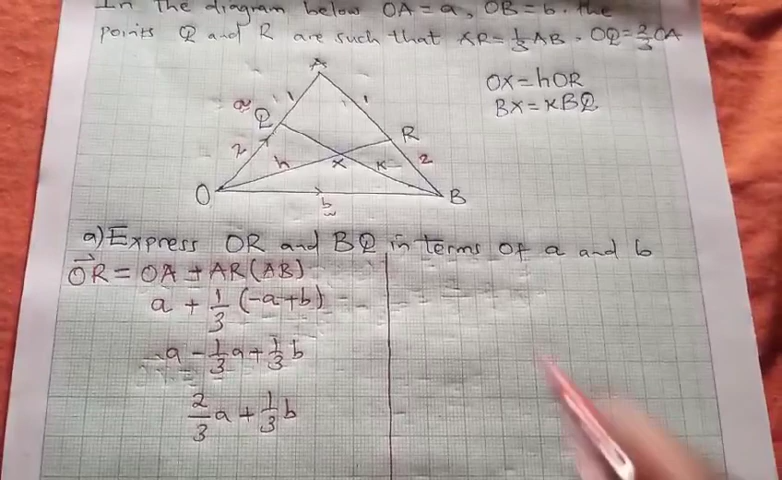 In the diagram below OA = a, OB = b. the
points Q and R are such that AR = 1/3 AB, OQ = 2/3 OA
OX = hOR
BX = KBQ
A
a 1 1
Q R
2 h X K 2
O b B
a) Express OR and BQ in terms of a and b
OR = OA + AR(AB)
a + 1/3 (-a + b)
a - 1/3 a + 1/3 b
2/3 a + 1/3 b